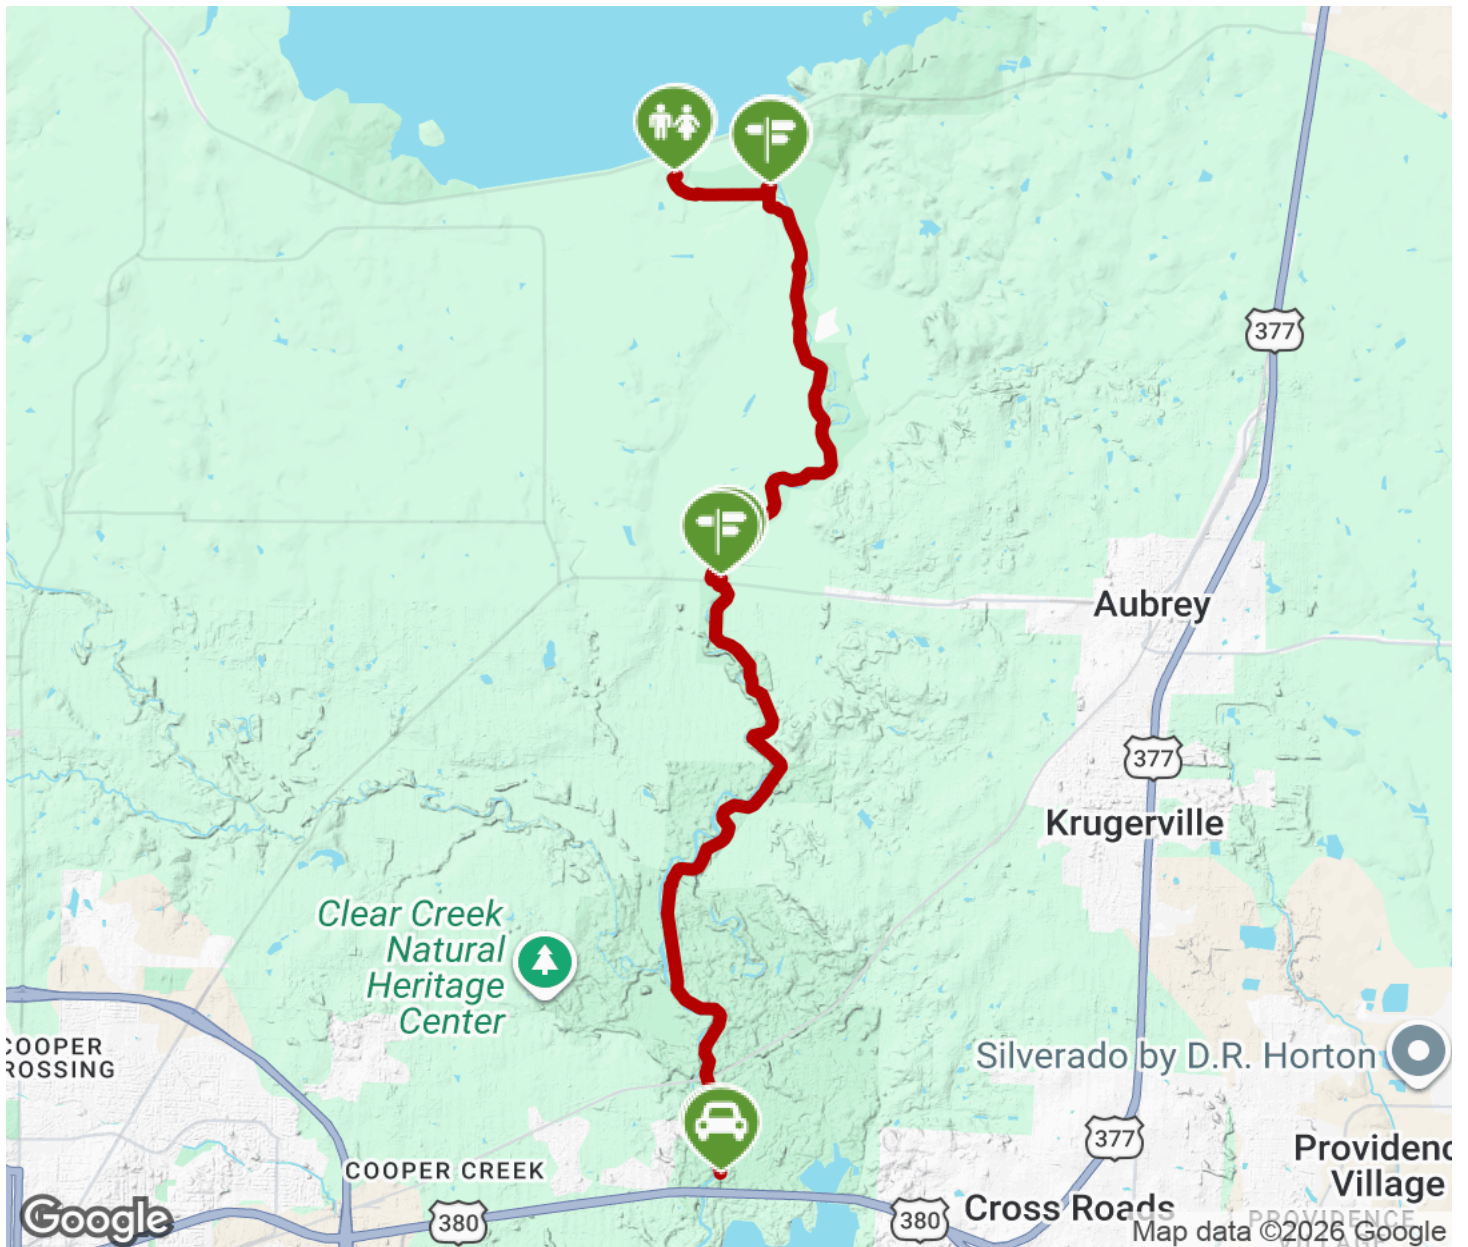 377
Aubrey
377
Krugerville
Clear Creek
Natural
Heritage
Center
COOPER
ROSSING
Silverado by D.R. Horton
377
Providenc
Village
COOPER CREEK
Cross Roads
380
380
PROVIDENCE
Google
Map data ©2026 Google